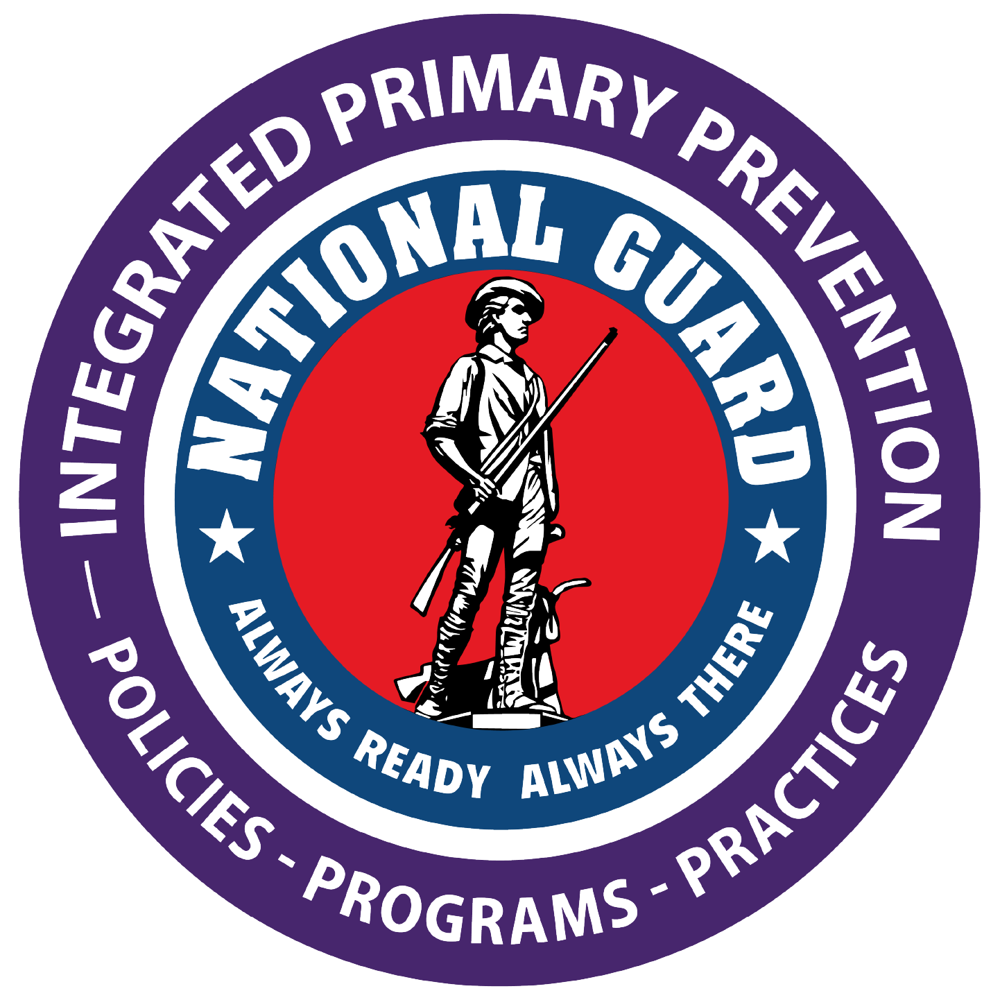 INTEGRATED PRIMARY PREVENTION
NATIONAL GUARD
ALWAYS READY ALWAYS THERE
— POLICIES - PROGRAMS - PRACTICES